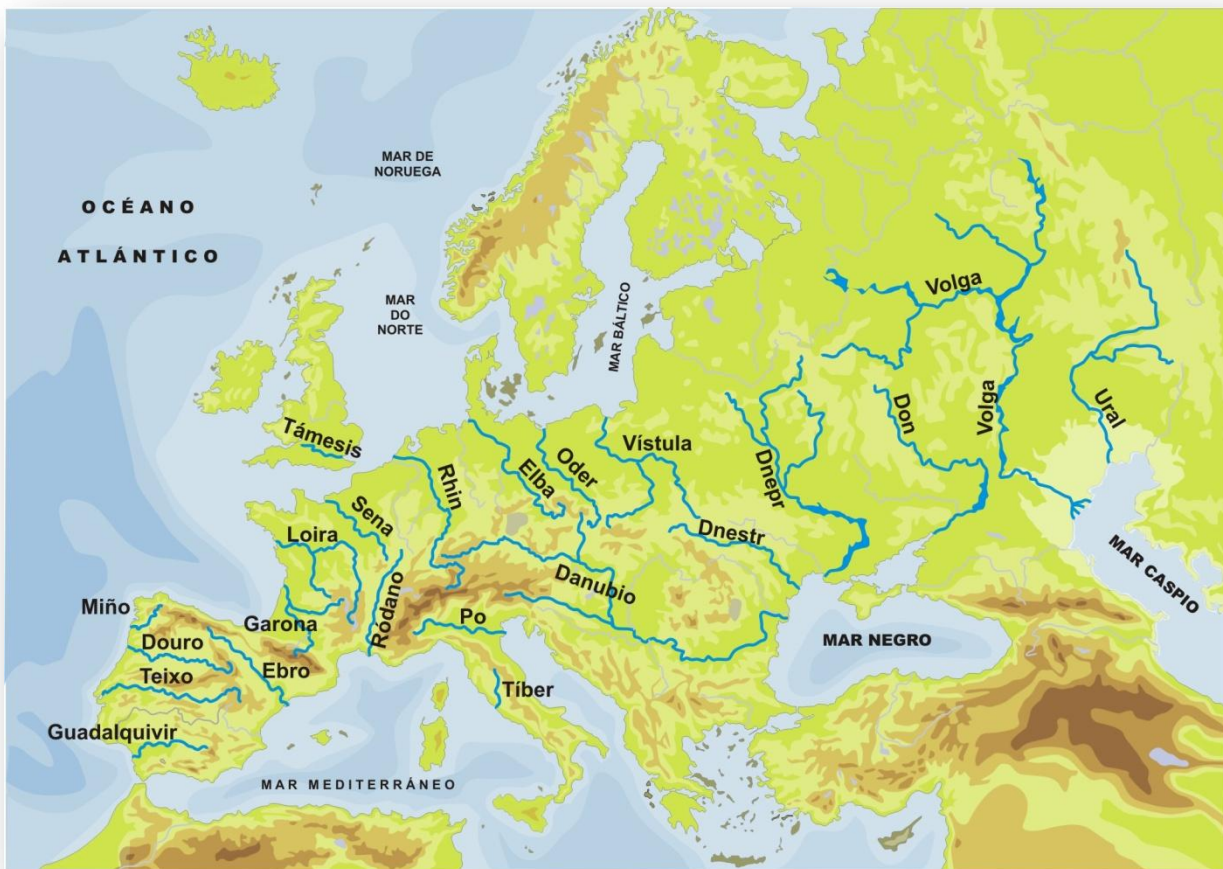 MAR DE
NORUEGA
OCÉANO
ATLÁNTICO
MAR
DO
NORTE
MAR BÁLTICO
Volga
Volga
Don
Ural
Támesis
Rhin
Elba
Oder
Vístula
Dnepr
Sena
Loira
Dnestr
Danubio
MAR CASPIO
Miño
Garona
Rodano
Po
MAR NEGRO
Douro
Ebro
Teixo
Tíber
Guadalquivir
MAR MEDITERRÁNEO